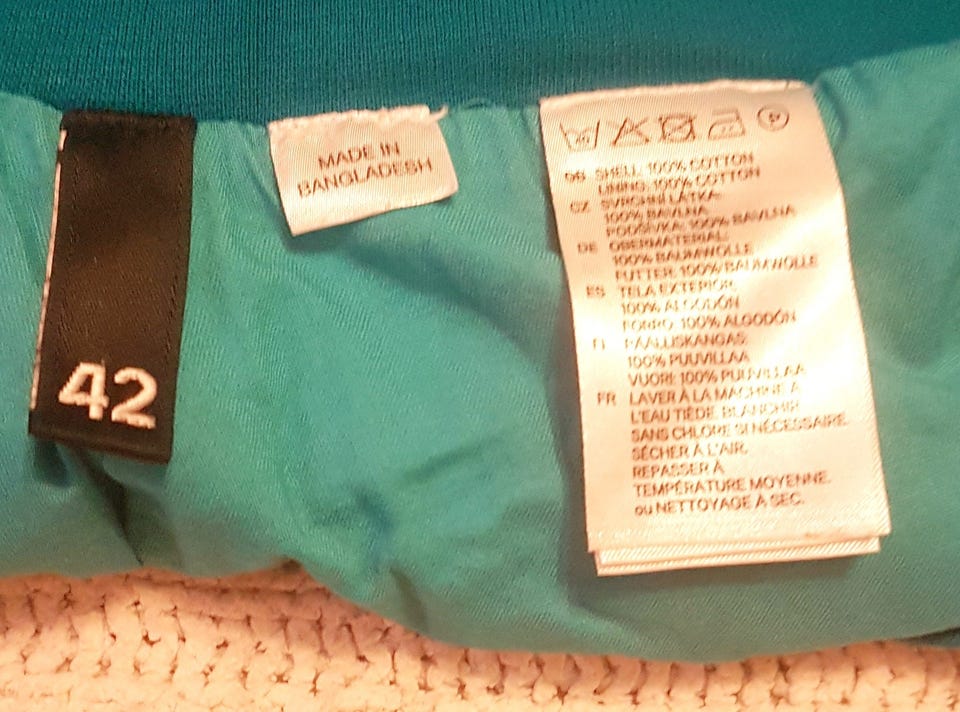 42
MADE IN
BANGLADESH
P
GB SHELL: 100% COTTON
LINING: 100% COTTON
CZ SVRCHNÍ LÁTKA:
100% BAVLNA
PODŠÍVKA: 100% BAVLNA
DE OBERMATERIAL:
100% BAUMWOLLE
FUTTER: 100% BAUMWOLLE
ES TELA EXTERIOR:
100% ALGODÓN
FORRO: 100% ALGODÓN
FI PÄÄLLISKANGAS:
100% PUUVILLAA
VUORI: 100% PUUVILLAA
FR LAVER À LA MACHINE À
L'EAU TIÈDE. BLANCHIR
SANS CHLORE SI NÉCESSAIRE.
SÉCHER À L'AIR.
REPASSER À
TEMPÉRATURE MOYENNE.
ou NETTOYAGE À SEC.